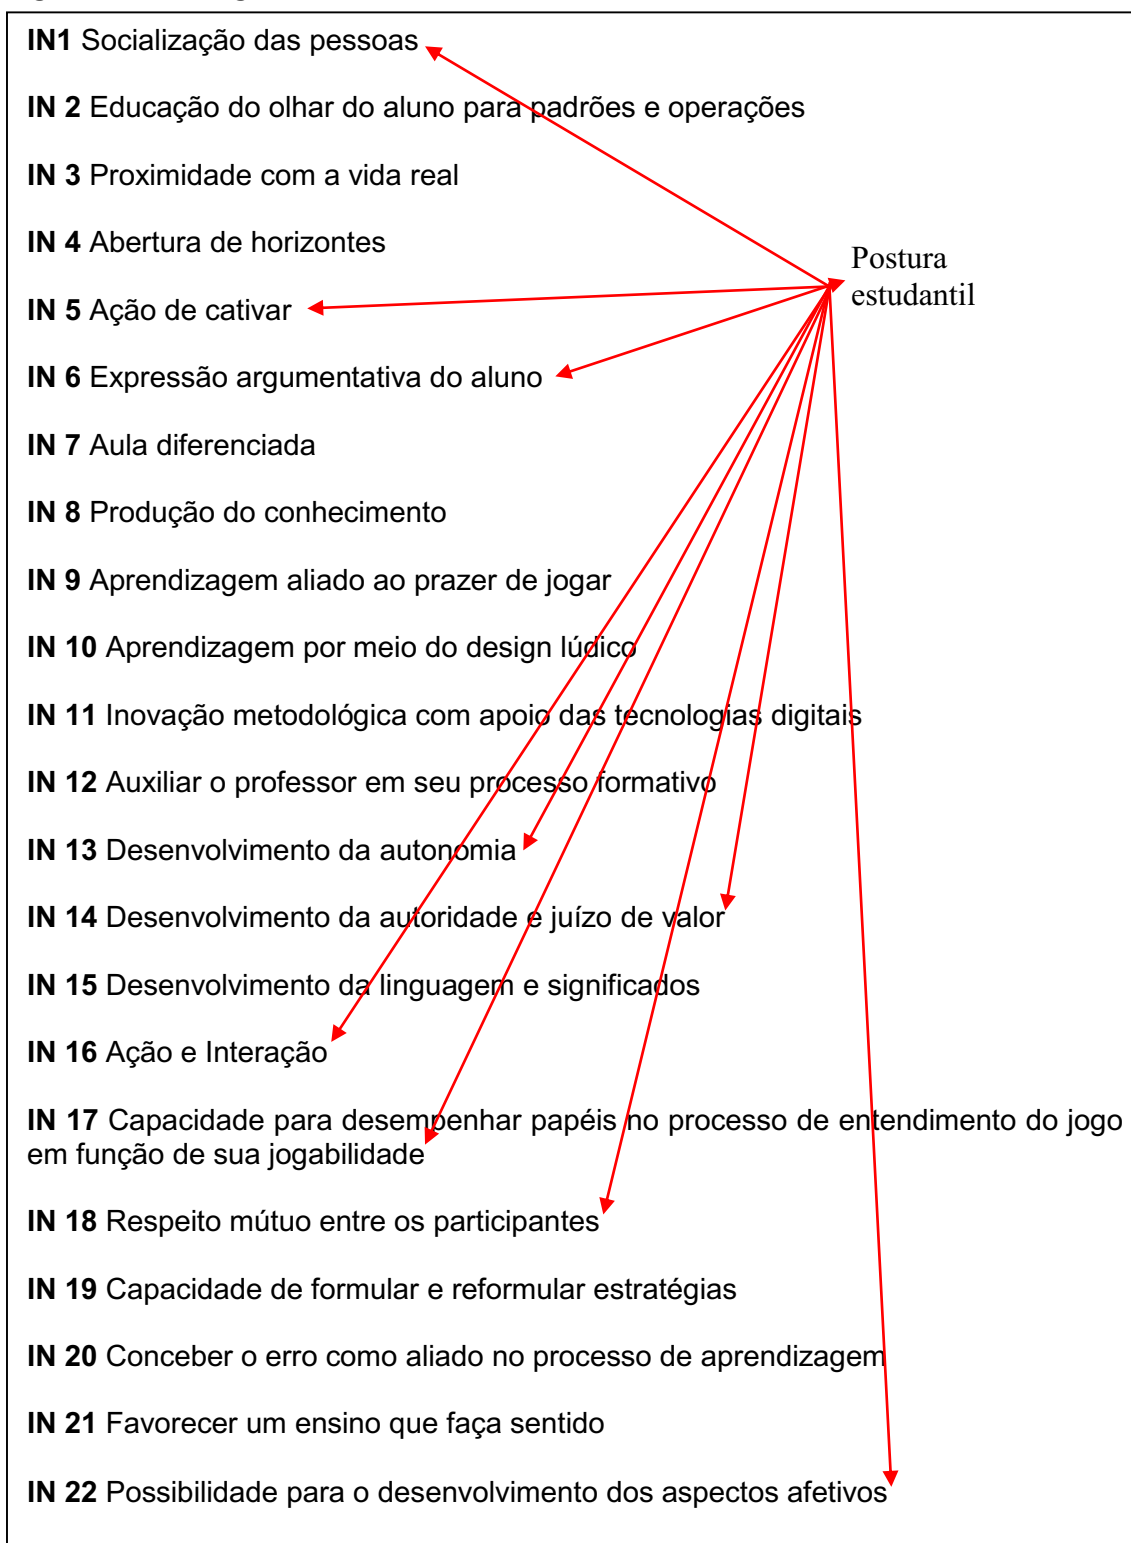 IN1 Socialização das pessoas
IN 2 Educação do olhar do aluno para padrões e operações
IN 3 Proximidade com a vida real
IN 4 Abertura de horizontes
Postura
estudantil
IN 5 Ação de cativar
IN 6 Expressão argumentativa do aluno
IN 7 Aula diferenciada
IN 8 Produção do conhecimento
IN 9 Aprendizagem aliado ao prazer de jogar
IN 10 Aprendizagem por meio do design lúdico
IN 11 Inovação metodológica com apoio das tecnologias digitais
IN 12 Auxiliar o professor em seu processo formativo
IN 13 Desenvolvimento da autonomia
IN 14 Desenvolvimento da autoridade e juízo de valor
IN 15 Desenvolvimento da linguagem e significados
IN 16 Ação e Interação
IN 17 Capacidade para desempenhar papéis no processo de entendimento do jogo
em função de sua jogabilidade
IN 18 Respeito mútuo entre os participantes
IN 19 Capacidade de formular e reformular estratégias
IN 20 Conceber o erro como aliado no processo de aprendizagem
IN 21 Favorecer um ensino que faça sentido
IN 22 Possibilidade para o desenvolvimento dos aspectos afetivos